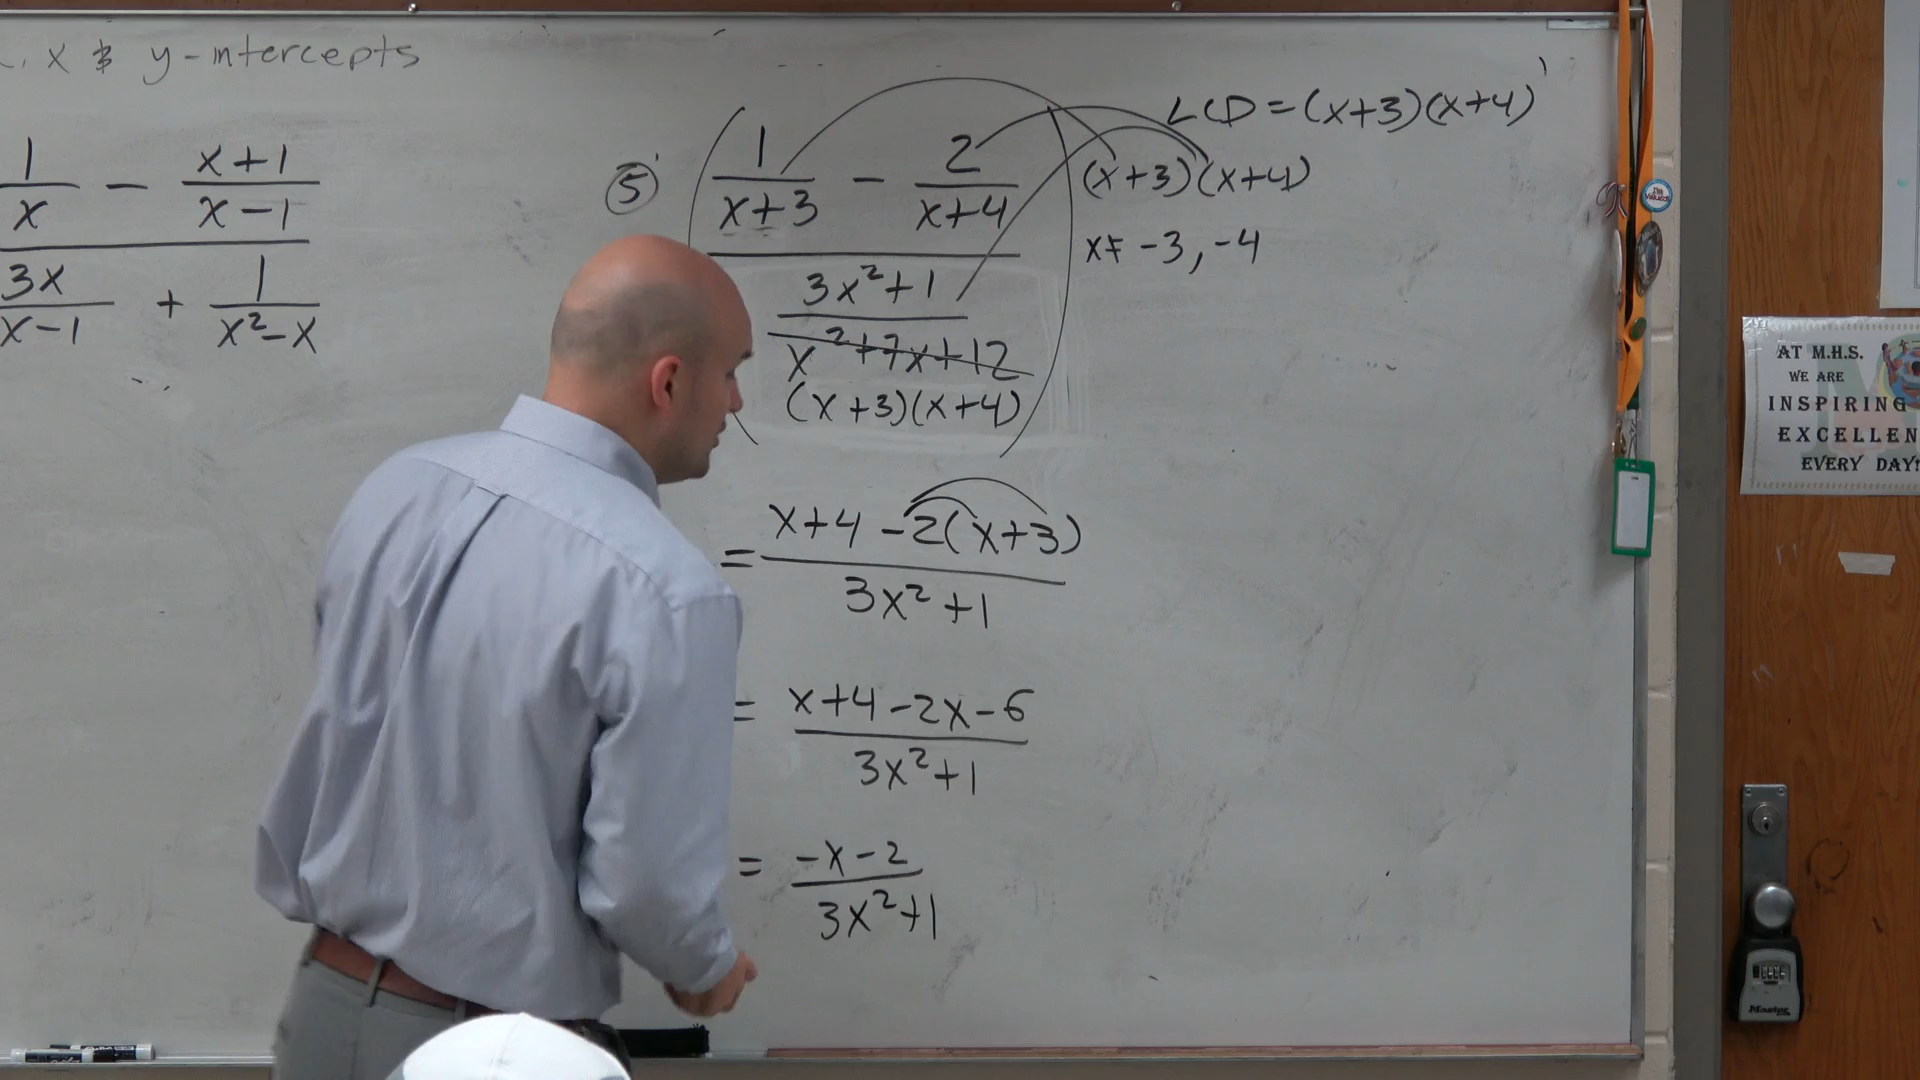 x & y-intercepts
1/x - (x+1)/(x-1)
3x/(x-1) + 1/(x²-x)
⑤ 1/(x+3) - 2/(x+4)
(3x²+1)/(x²+7x+12)
(x+3)(x+4)
LCD = (x+3)(x+4)
(x+3)(x+4)
x ≠ -3, -4
= (x+4 -2(x+3))/(3x²+1)
= (x+4-2x-6)/(3x²+1)
= (-x-2)/(3x²+1)
AT M.H.S.
WE ARE
INSPIRING
EXCELLEN
EVERY DAY!
Master